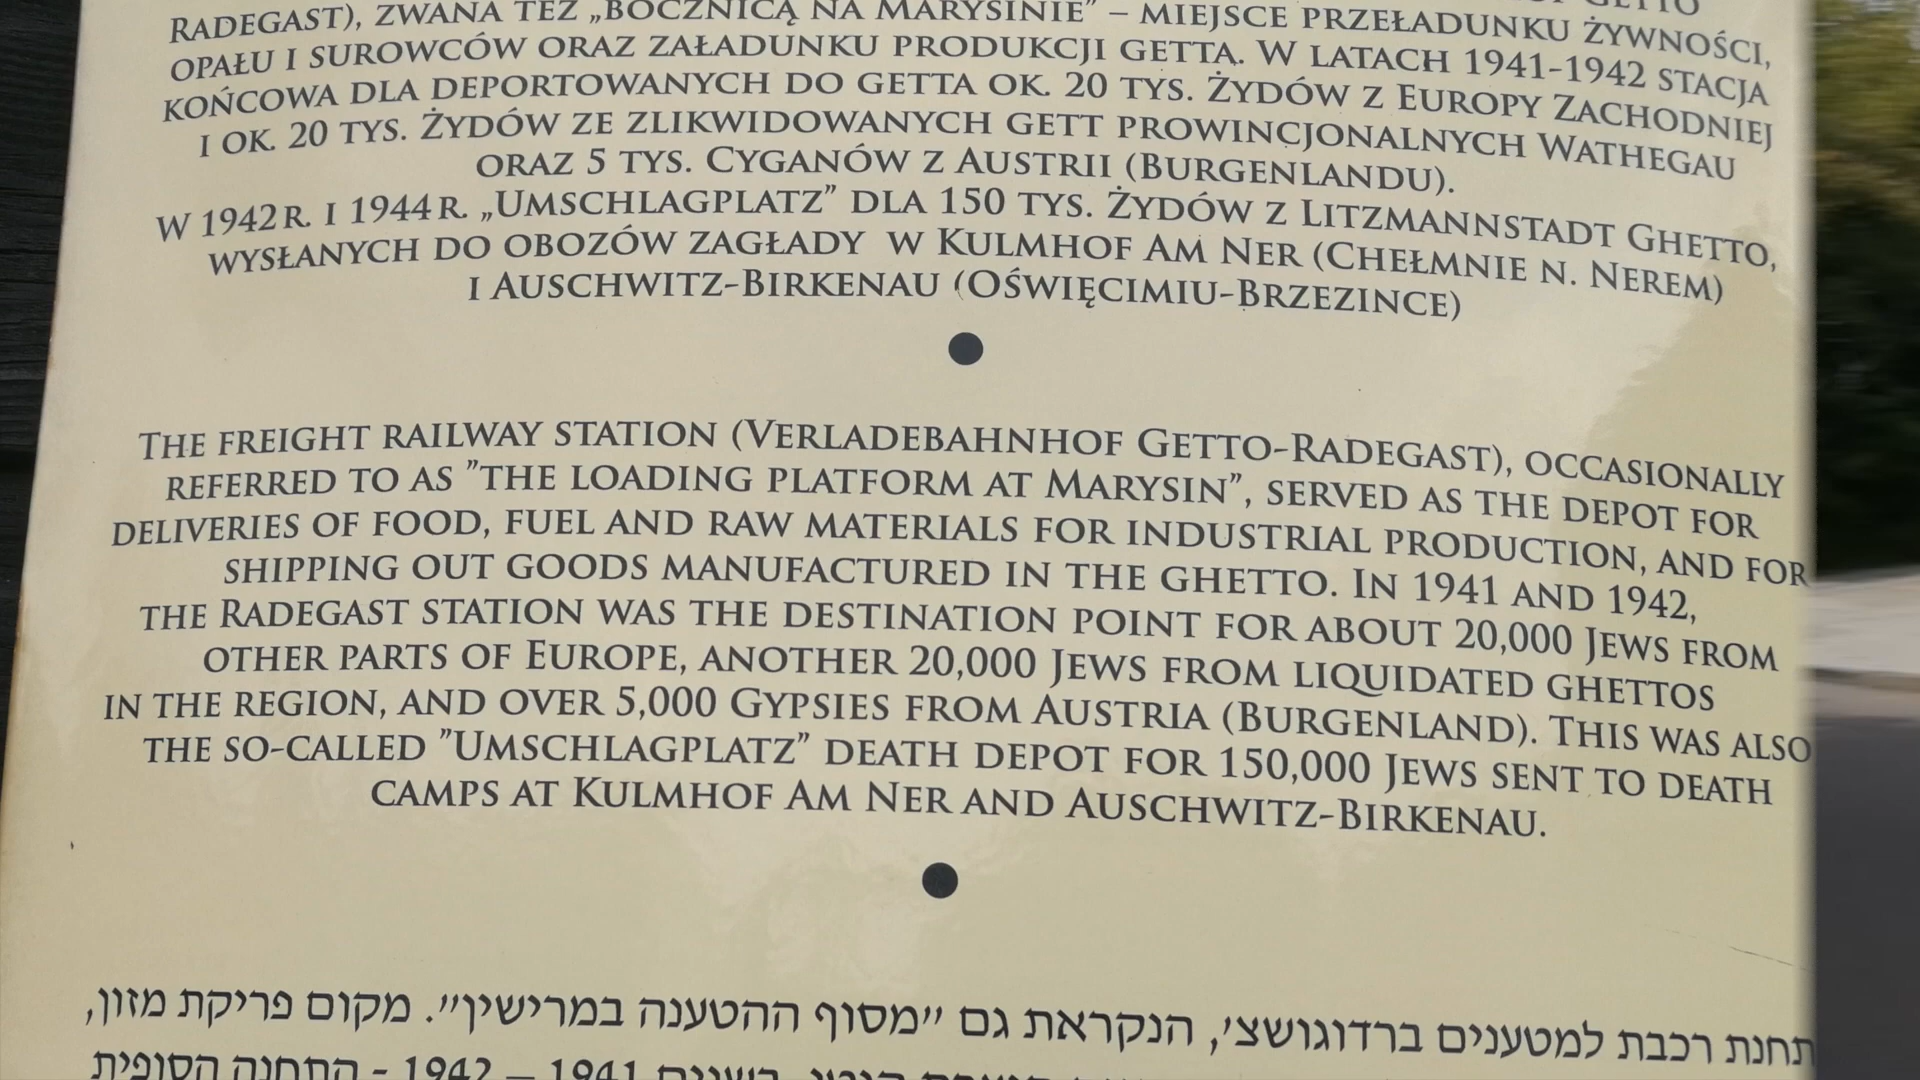 GETTO
RADEGAST), ZWANA TEŻ „BOCZNICĄ NA MARYSINIE” – MIEJSCE PRZEŁADUNKU ŻYWNOŚCI,
OPAŁU I SUROWCÓW ORAZ ZAŁADUNKU PRODUKCJI GETTA. W LATACH 1941-1942 STACJA
KOŃCOWA DLA DEPORTOWANYCH DO GETTA OK. 20 TYS. ŻYDÓW Z EUROPY ZACHODNIEJ
I OK. 20 TYS. ŻYDÓW ZE ZLIKWIDOWANYCH GETT PROWINCJONALNYCH WATHEGAU
ORAZ 5 TYS. CYGANÓW Z AUSTRII (BURGENLANDU).
W 1942 R. I 1944 R. „UMSCHLAGPLATZ” DLA 150 TYS. ŻYDÓW Z LITZMANNSTADT GHETTO,
WYSŁANYCH DO OBOZÓW ZAGŁADY W KULMHOF AM NER (CHEŁMNIE N. NEREM)
I AUSCHWITZ-BIRKENAU (OŚWIĘCIMIU-BRZEZINCE)
THE FREIGHT RAILWAY STATION (VERLADEBAHNHOF GETTO-RADEGAST), OCCASIONALLY
REFERRED TO AS ”THE LOADING PLATFORM AT MARYSIN”, SERVED AS THE DEPOT FOR
DELIVERIES OF FOOD, FUEL AND RAW MATERIALS FOR INDUSTRIAL PRODUCTION, AND FOR
SHIPPING OUT GOODS MANUFACTURED IN THE GHETTO. IN 1941 AND 1942,
THE RADEGAST STATION WAS THE DESTINATION POINT FOR ABOUT 20,000 JEWS FROM
OTHER PARTS OF EUROPE, ANOTHER 20,000 JEWS FROM LIQUIDATED GHETTOS
IN THE REGION, AND OVER 5,000 GYPSIES FROM AUSTRIA (BURGENLAND). THIS WAS ALSO
THE SO-CALLED ”UMSCHLAGPLATZ” DEATH DEPOT FOR 150,000 JEWS SENT TO DEATH
CAMPS AT KULMHOF AM NER AND AUSCHWITZ-BIRKENAU.
תחנת רכבת למטענים ברדוגושצ', הנקראת גם "מסוף ההטענה במרישין". מקום פריקת מזון,
בשנים 1941 – 1942 - התחנה הסופית